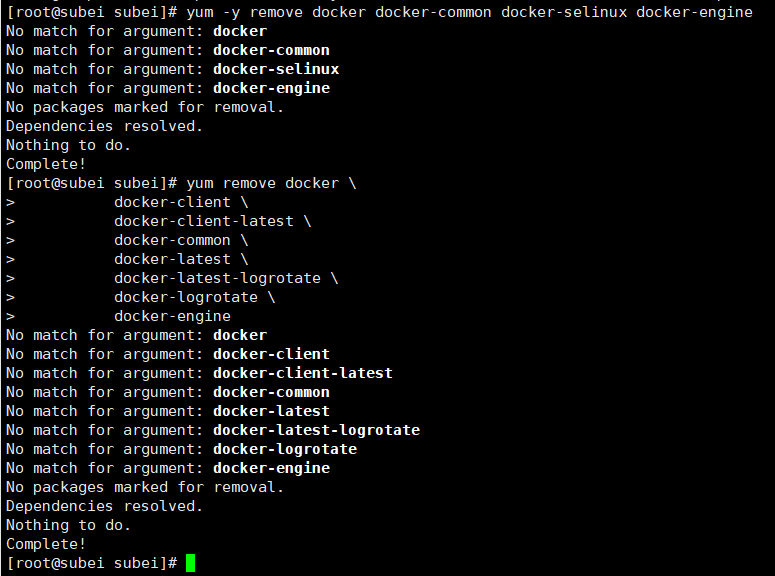 [root@subei subei]# yum -y remove docker docker-common docker-selinux docker-engine
No match for argument: docker
No match for argument: docker-common
No match for argument: docker-selinux
No match for argument: docker-engine
No packages marked for removal.
Dependencies resolved.
Nothing to do.
Complete!
[root@subei subei]# yum remove docker \
>           docker-client \
>           docker-client-latest \
>           docker-common \
>           docker-latest \
>           docker-latest-logrotate \
>           docker-logrotate \
>           docker-engine
No match for argument: docker
No match for argument: docker-client
No match for argument: docker-client-latest
No match for argument: docker-common
No match for argument: docker-latest
No match for argument: docker-latest-logrotate
No match for argument: docker-logrotate
No match for argument: docker-engine
No packages marked for removal.
Dependencies resolved.
Nothing to do.
Complete!
[root@subei subei]#